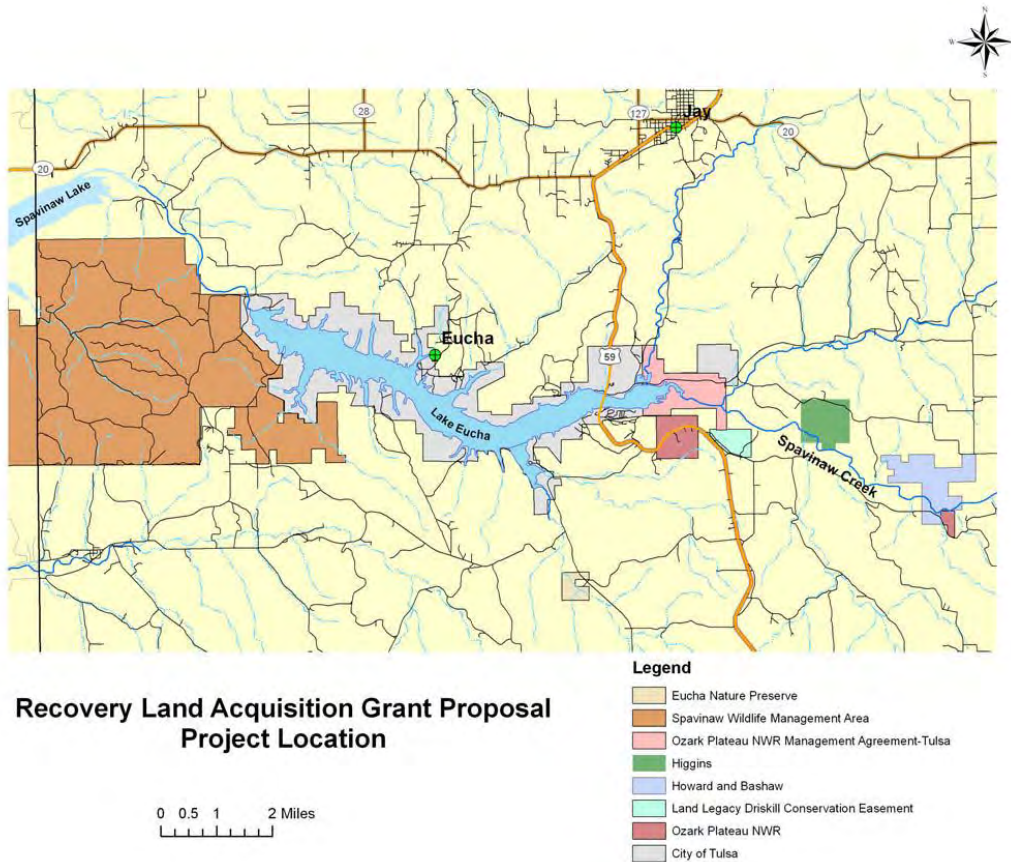 N
W
E
S
28
127
Jay
20
20
Spavinaw Lake
Eucha
59
Lake Eucha
Spavinaw Creek
Recovery Land Acquisition Grant Proposal
Project Location
0 0.5 1 2 Miles
Legend
Eucha Nature Preserve
Spavinaw Wildlife Management Area
Ozark Plateau NWR Management Agreement-Tulsa
Higgins
Howard and Bashaw
Land Legacy Driskill Conservation Easement
Ozark Plateau NWR
City of Tulsa